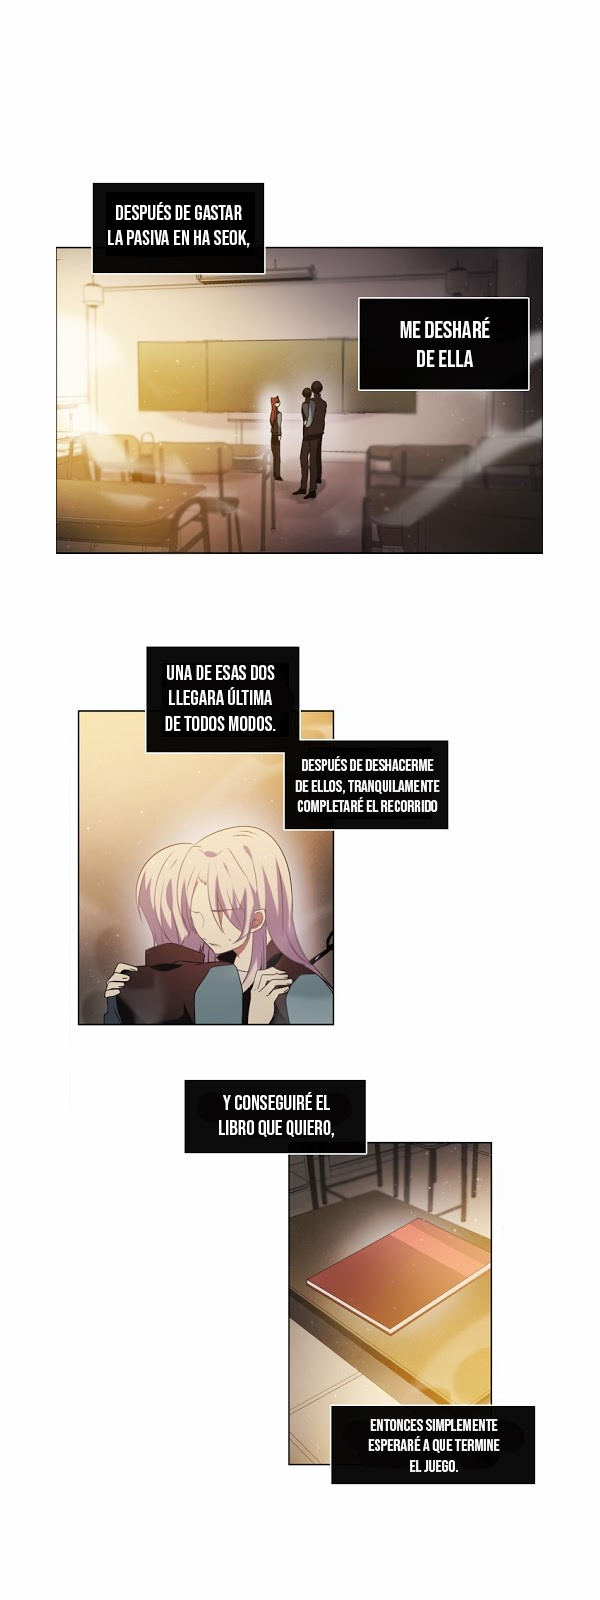 DESPUÉS DE GASTAR
LA PASIVA EN HA SEOK,
ME DESHARÉ
DE ELLA
UNA DE ESAS DOS
LLEGARA ÚLTIMA
DE TODOS MODOS.
DESPUÉS DE DESHACERME
DE ELLOS, TRANQUILAMENTE
COMPLETARÉ EL RECORRIDO
Y CONSEGUIRÉ EL
LIBRO QUE QUIERO,
ENTONCES SIMPLEMENTE
ESPERARÉ A QUE TERMINE
EL JUEGO.